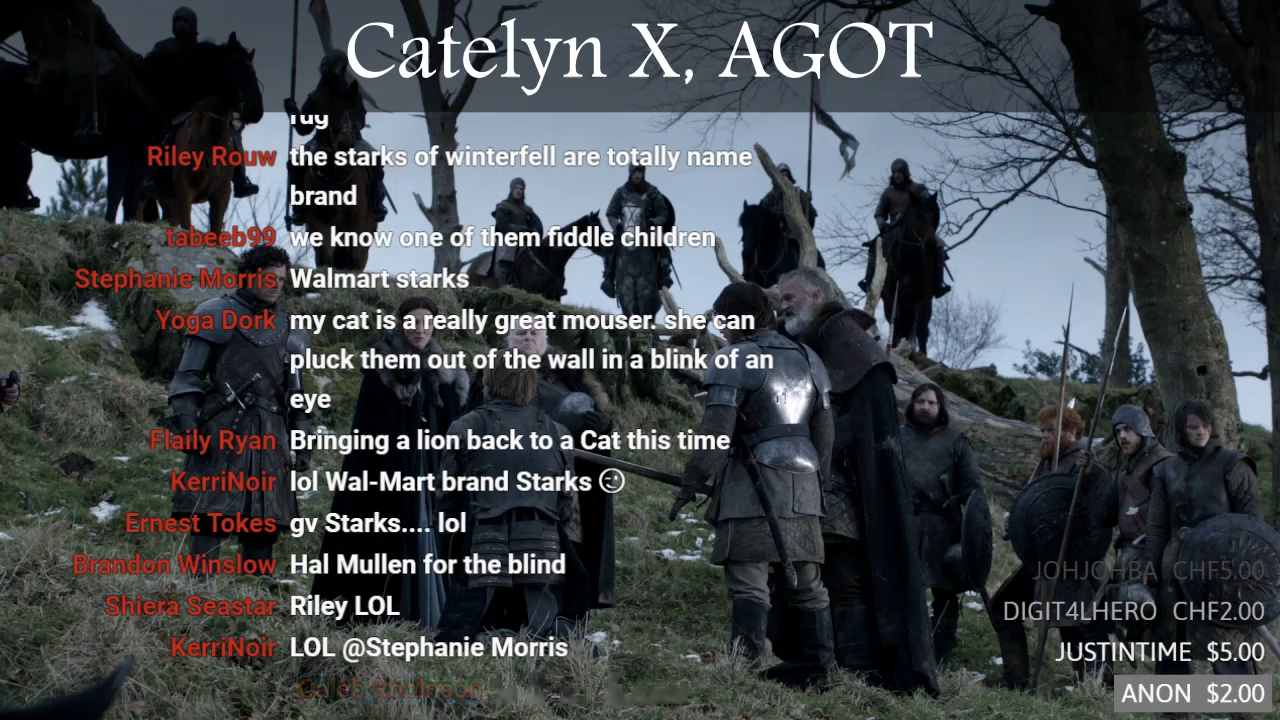 Catelyn X, AGOT
rug
Riley Rouw the starks of winterfell are totally name
brand
tabeeb99 we know one of them fiddle children
Stephanie Morris Walmart starks
Yoga Dork my cat is a really great mouser. she can
pluck them out of the wall in a blink of an
eye
Flaily Ryan Bringing a lion back to a Cat this time
KerriNoir lol Wal-Mart brand Starks
Ernest Tokes gv Starks.... lol
Brandon Winslow Hal Mullen for the blind
Shiera Seastar Riley LOL
KerriNoir LOL @Stephanie Morris
Caleb Robinson
JOHJOHBA CHF5.00
DIGIT4LHERO CHF2.00
JUSTINTIME $5.00
ANON $2.00